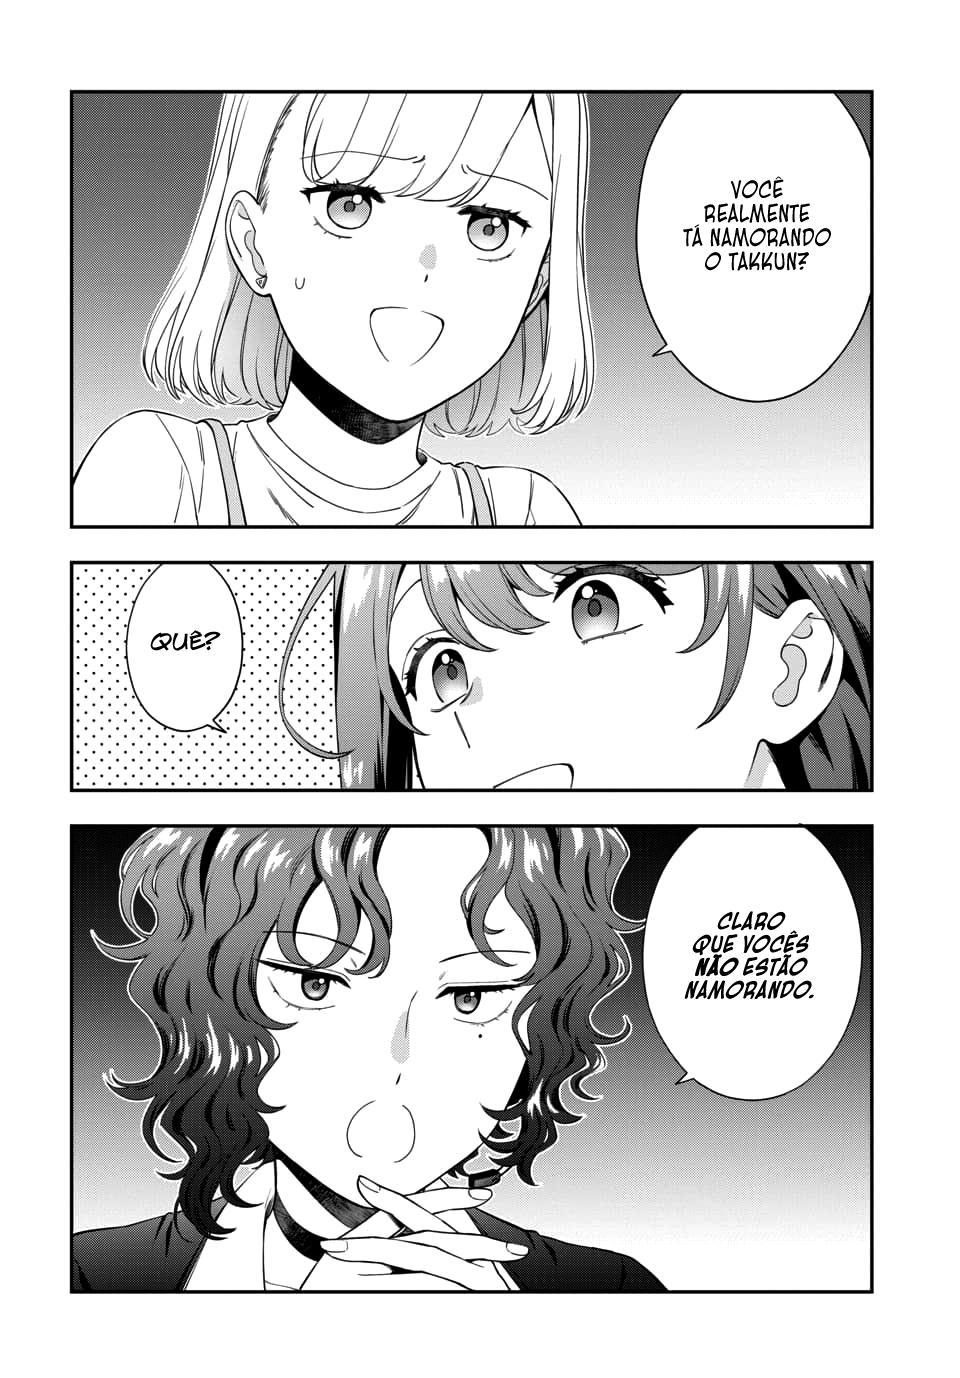 VOCÊ
REALMENTE
TÁ NAMORANDO
O TAKKUN?
QUÊ?
CLARO
QUE VOCÊS
NÃO ESTÃO
NAMORANDO.